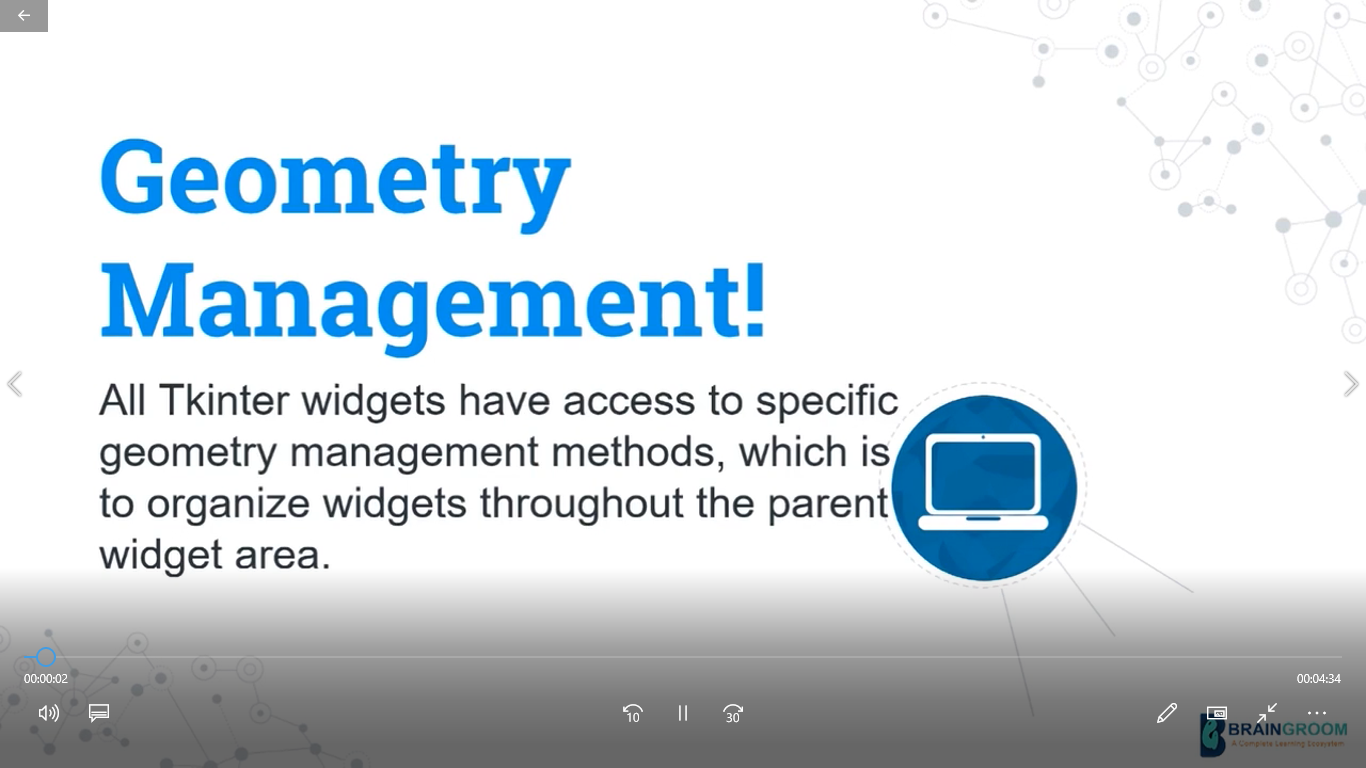 Geometry
Management!
All Tkinter widgets have access to specific
geometry management methods, which is
to organize widgets throughout the parent
widget area.
00:00:02
00:04:34
10
30
BRAINGROOM
A Complete Learning Ecosystem